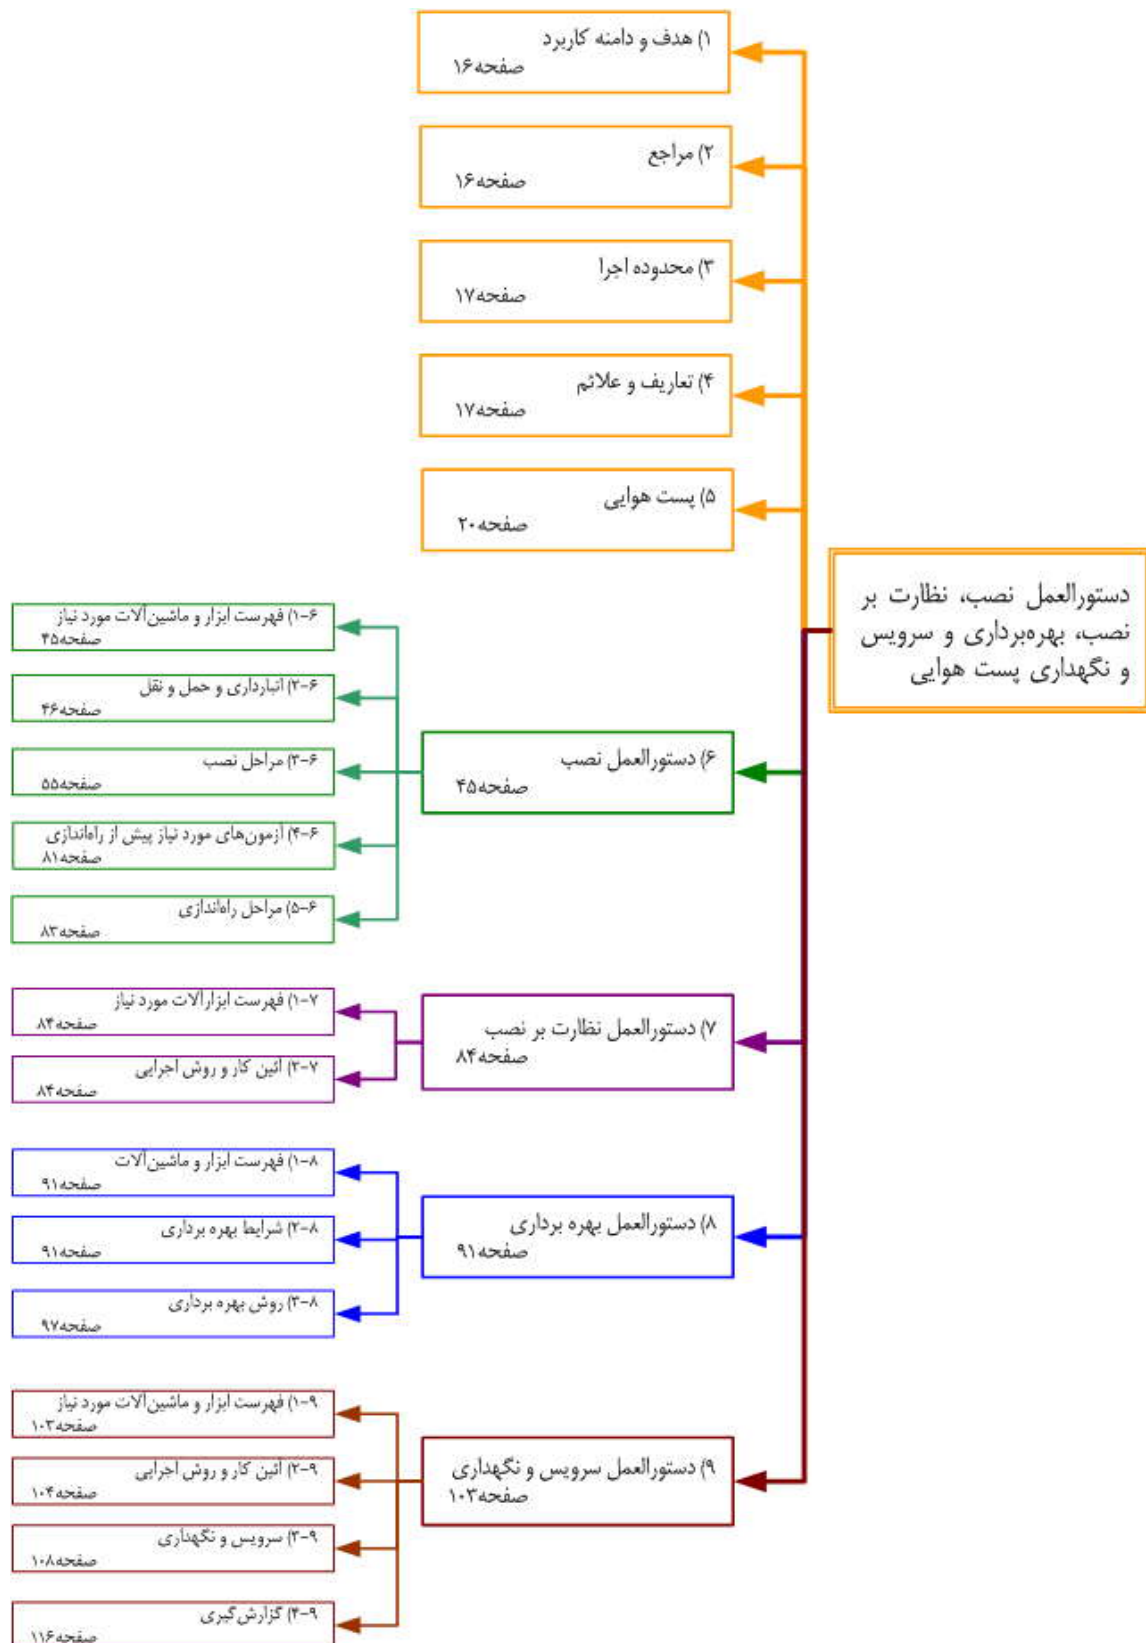 دستورالعمل نصب، نظارت بر
نصب، بهره‌برداری و سرویس
و نگهداری پست هوایی
۱) هدف و دامنه کاربرد
صفحه۱۶
۲) مراجع
صفحه۱۶
۳) محدوده اجرا
صفحه۱۷
۴) تعاریف و علائم
صفحه۱۷
۵) پست هوایی
صفحه۲۰
۶) دستورالعمل نصب
صفحه۴۵
۱-۶) فهرست ابزار و ماشین‌آلات مورد نیاز
صفحه۴۵
۲-۶) انبارداری و حمل و نقل
صفحه۴۶
۳-۶) مراحل نصب
صفحه۵۵
۴-۶) آزمون‌های مورد نیاز پیش از راه‌اندازی
صفحه۸۱
۵-۶) مراحل راه‌اندازی
صفحه۸۳
۷) دستورالعمل نظارت بر نصب
صفحه۸۴
۱-۷) فهرست ابزارآلات مورد نیاز
صفحه۸۴
۲-۷) آئین کار و روش اجرایی
صفحه۸۴
۸) دستورالعمل بهره برداری
صفحه۹۱
۱-۸) فهرست ابزار و ماشین‌آلات
صفحه۹۱
۲-۸) شرایط بهره برداری
صفحه۹۱
۳-۸) روش بهره برداری
صفحه۹۷
۹) دستورالعمل سرویس و نگهداری
صفحه۱۰۳
۱-۹) فهرست ابزار و ماشین‌آلات مورد نیاز
صفحه۱۰۳
۲-۹) آئین کار و روش اجرایی
صفحه۱۰۴
۳-۹) سرویس و نگهداری
صفحه۱۰۸
۴-۹) گزارش‌گیری
صفحه۱۱۶